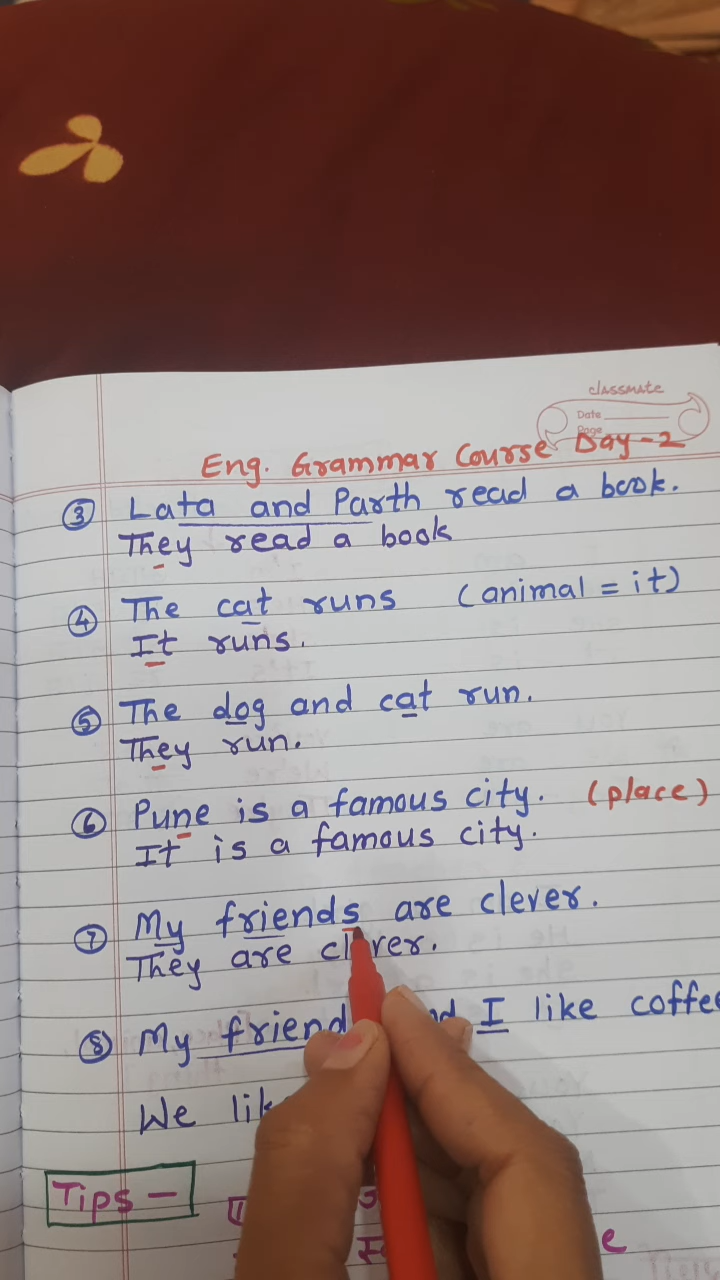 classmate
Date
Page
Eng. Grammar Course Day-2
③ Lata and Parth read a book.
They read a book
④ The cat runs (animal = it)
It runs.
⑤ The dog and cat run.
They run.
⑥ Pune is a famous city. (place)
It is a famous city.
⑦ My friends are clever.
They are clever.
⑧ My friend I like coffee
We
Tips -